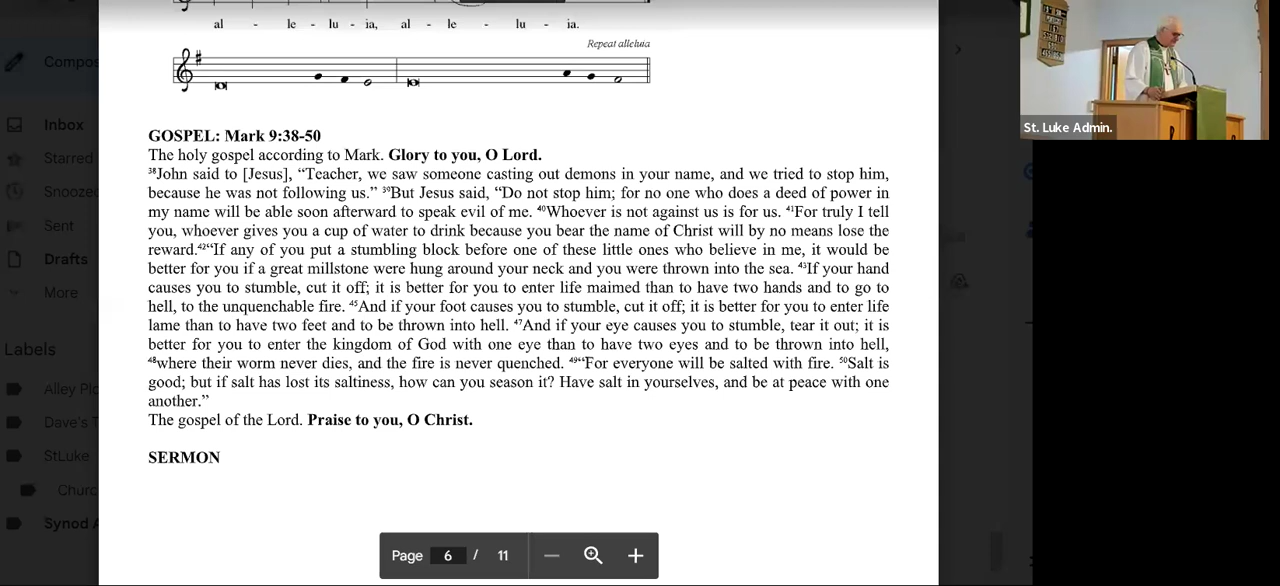 al - le - lu - ia, al - le - lu - ia.
Repeat alleluia
GOSPEL: Mark 9:38-50
The holy gospel according to Mark. Glory to you, O Lord.
³⁸John said to [Jesus], “Teacher, we saw someone casting out demons in your name, and we tried to stop him,
because he was not following us.” ³⁹But Jesus said, “Do not stop him; for no one who does a deed of power in
my name will be able soon afterward to speak evil of me. ⁴⁰Whoever is not against us is for us. ⁴¹For truly I tell
you, whoever gives you a cup of water to drink because you bear the name of Christ will by no means lose the
reward.⁴²“If any of you put a stumbling block before one of these little ones who believe in me, it would be
better for you if a great millstone were hung around your neck and you were thrown into the sea. ⁴³If your hand
causes you to stumble, cut it off; it is better for you to enter life maimed than to have two hands and to go to
hell, to the unquenchable fire. ⁴⁵And if your foot causes you to stumble, cut it off; it is better for you to enter life
lame than to have two feet and to be thrown into hell. ⁴⁷And if your eye causes you to stumble, tear it out; it is
better for you to enter the kingdom of God with one eye than to have two eyes and to be thrown into hell,
⁴⁸where their worm never dies, and the fire is never quenched. ⁴⁹“For everyone will be salted with fire. ⁵⁰Salt is
good; but if salt has lost its saltiness, how can you season it? Have salt in yourselves, and be at peace with one
another.”
The gospel of the Lord. Praise to you, O Christ.
SERMON
Page 6 / 11
Compos
Inbox
Starred
Snoozed
Sent
Drafts
More
Labels
Alley Plo
Dave's T
StLuke
Churc
Synod A
St. Luke Admin.